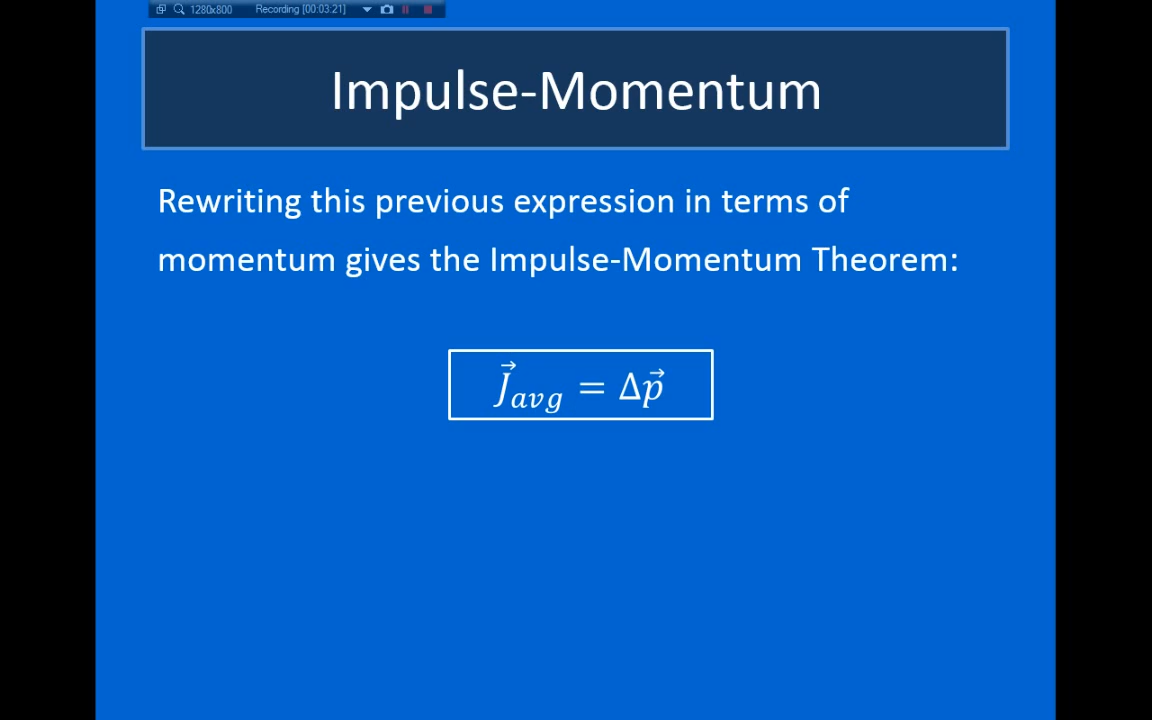 1280x800 Recording [00:03:21]
Impulse-Momentum
Rewriting this previous expression in terms of
momentum gives the Impulse-Momentum Theorem:
J⃗avg = Δp⃗